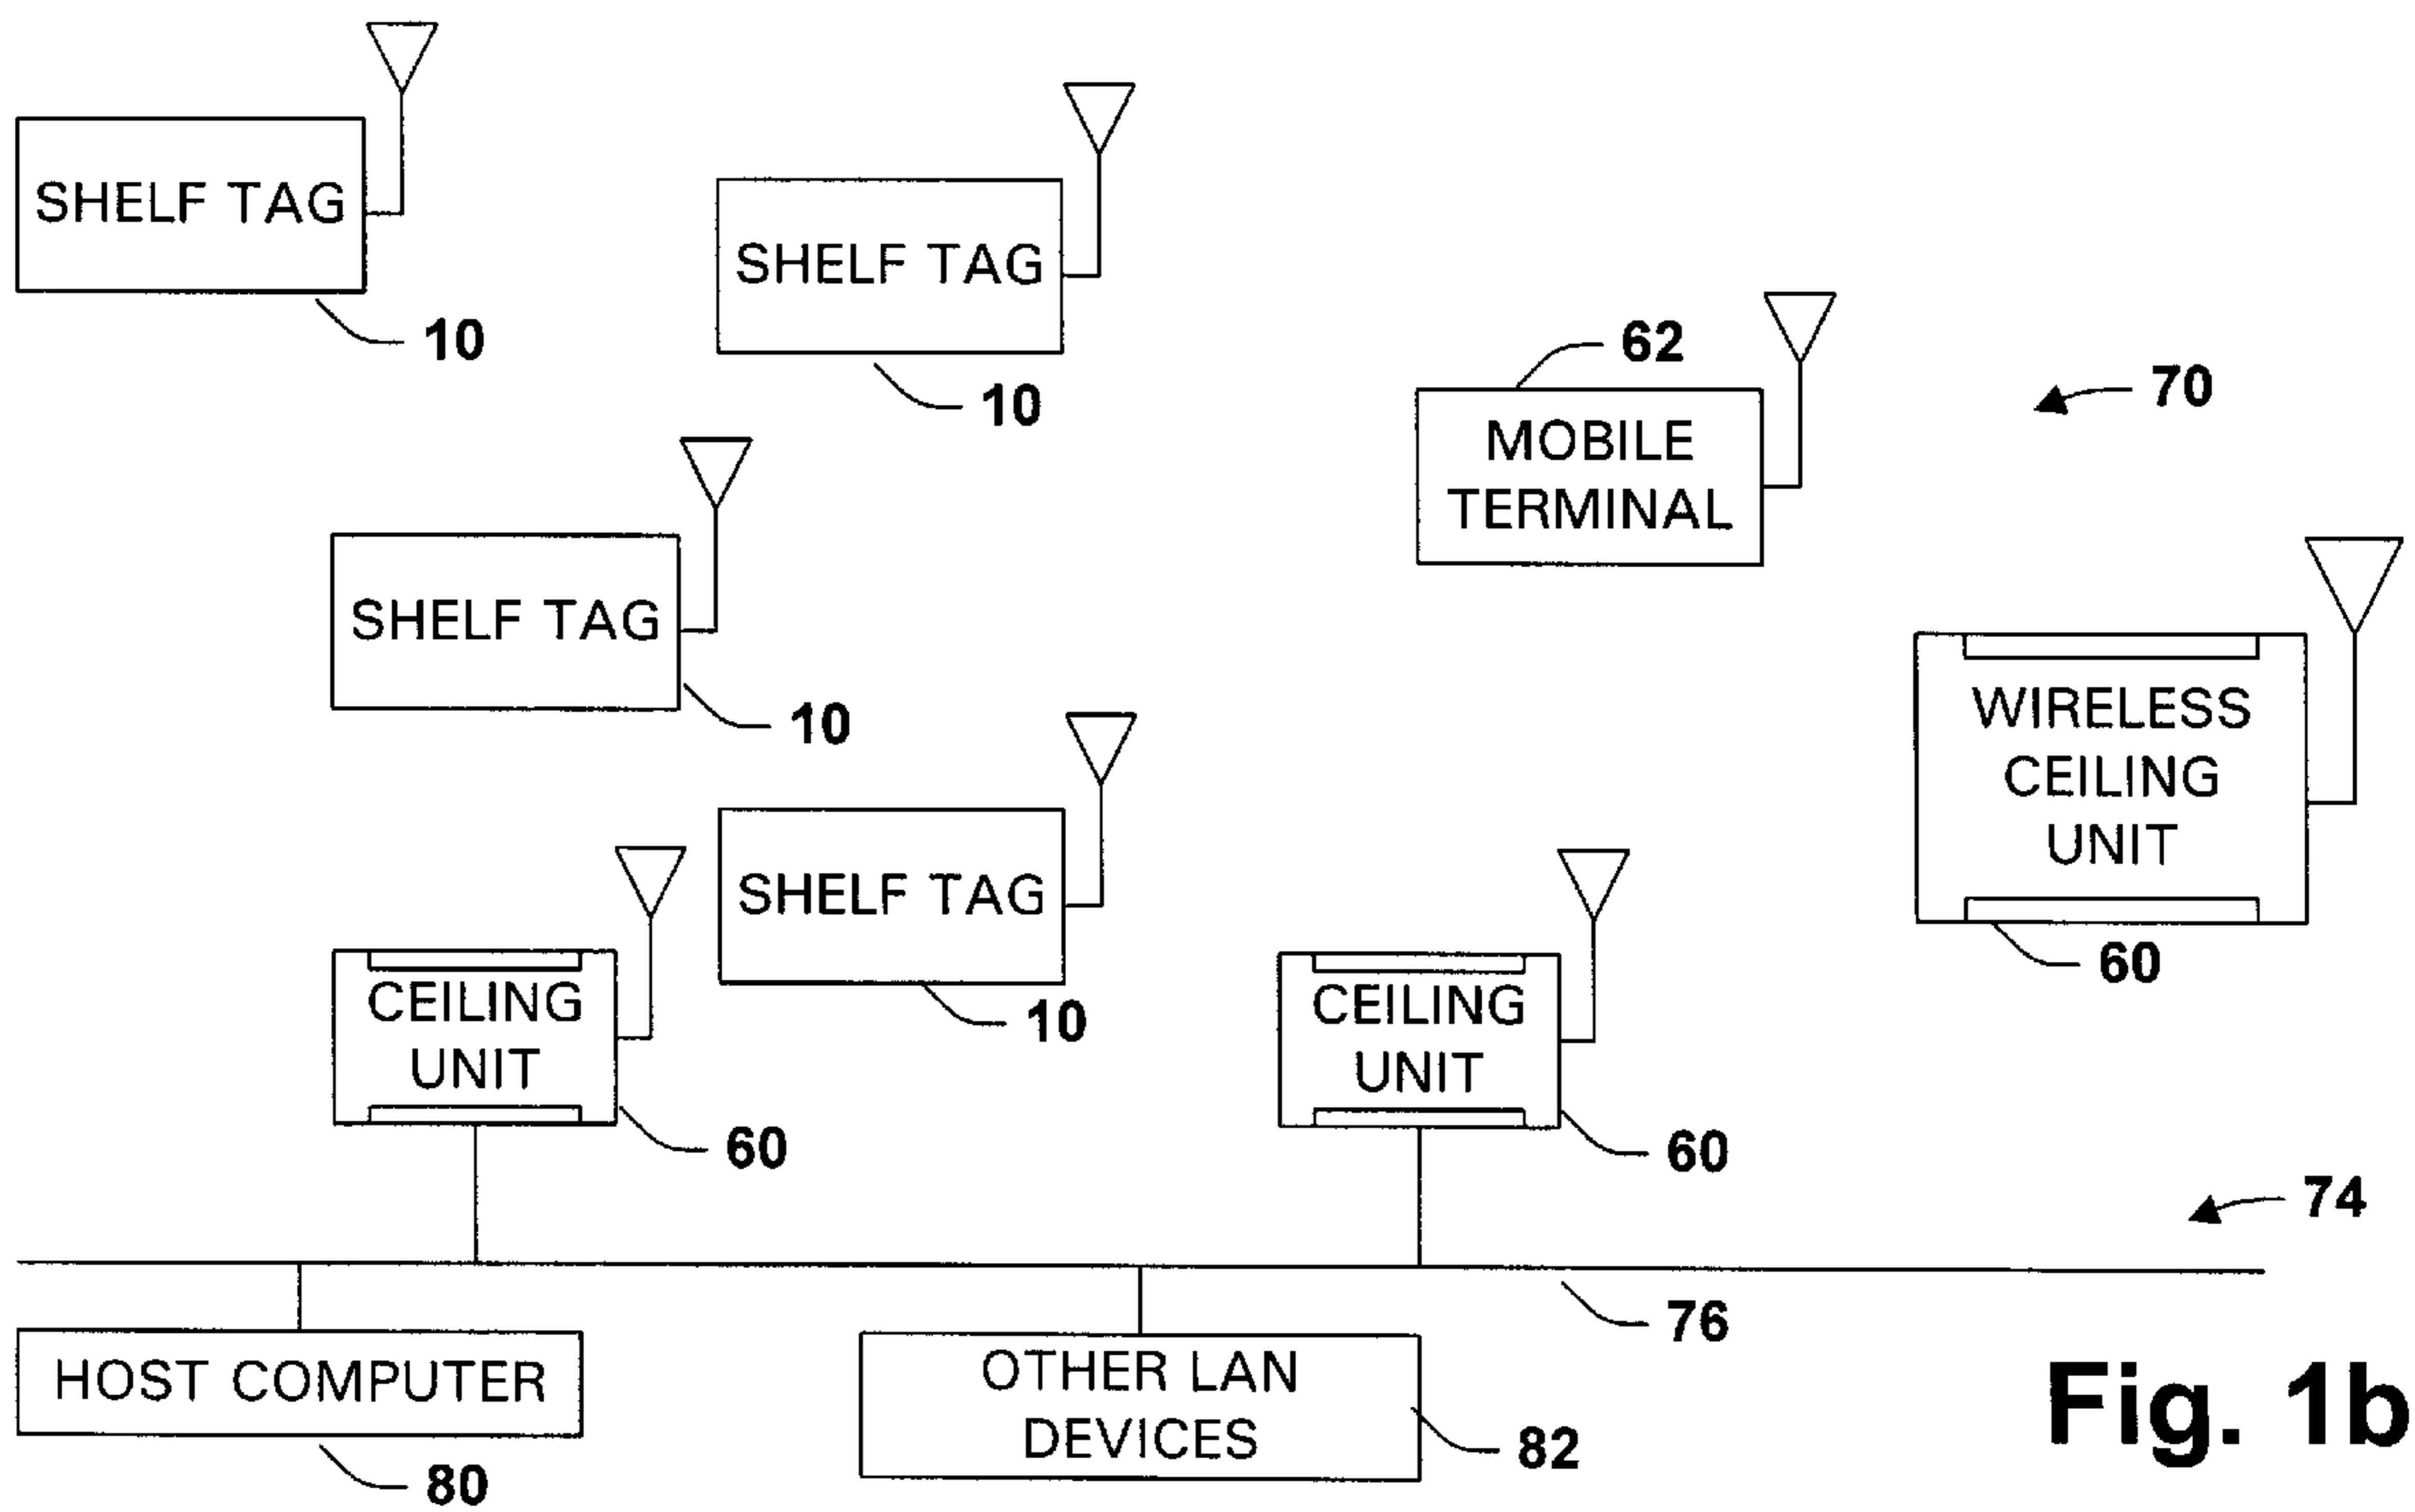 SHELF TAG
10
SHELF TAG
10
62
MOBILE
TERMINAL
70
SHELF TAG
10
WIRELESS
CEILING
UNIT
60
SHELF TAG
10
CEILING
UNIT
60
CEILING
UNIT
60
74
76
HOST COMPUTER
80
OTHER LAN
DEVICES
82
Fig. 1b